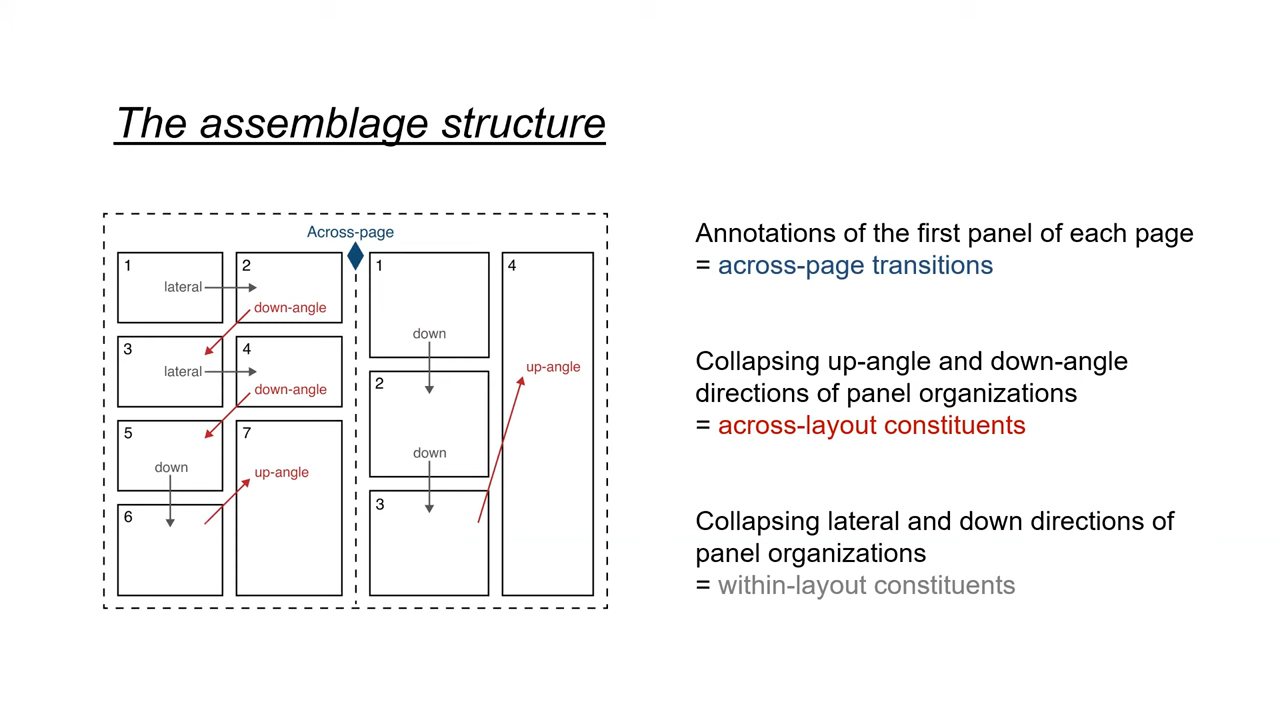 The assemblage structure
Across-page
1
2
lateral
down-angle
3
4
lateral
down-angle
5
7
down
up-angle
6
1
4
down
up-angle
2
down
3
Annotations of the first panel of each page
= across-page transitions
Collapsing up-angle and down-angle
directions of panel organizations
= across-layout constituents
Collapsing lateral and down directions of
panel organizations
= within-layout constituents